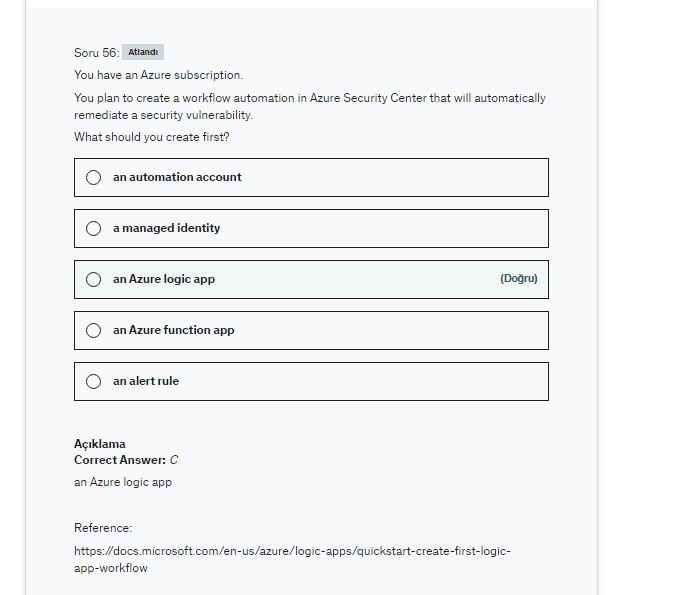 Soru 56: Atlandı
You have an Azure subscription.
You plan to create a workflow automation in Azure Security Center that will automatically
remediate a security vulnerability.
What should you create first?
an automation account
a managed identity
an Azure logic app (Doğru)
an Azure function app
an alert rule
Açıklama
Correct Answer: C
an Azure logic app
Reference:
https://docs.microsoft.com/en-us/azure/logic-apps/quickstart-create-first-logic-
app-workflow